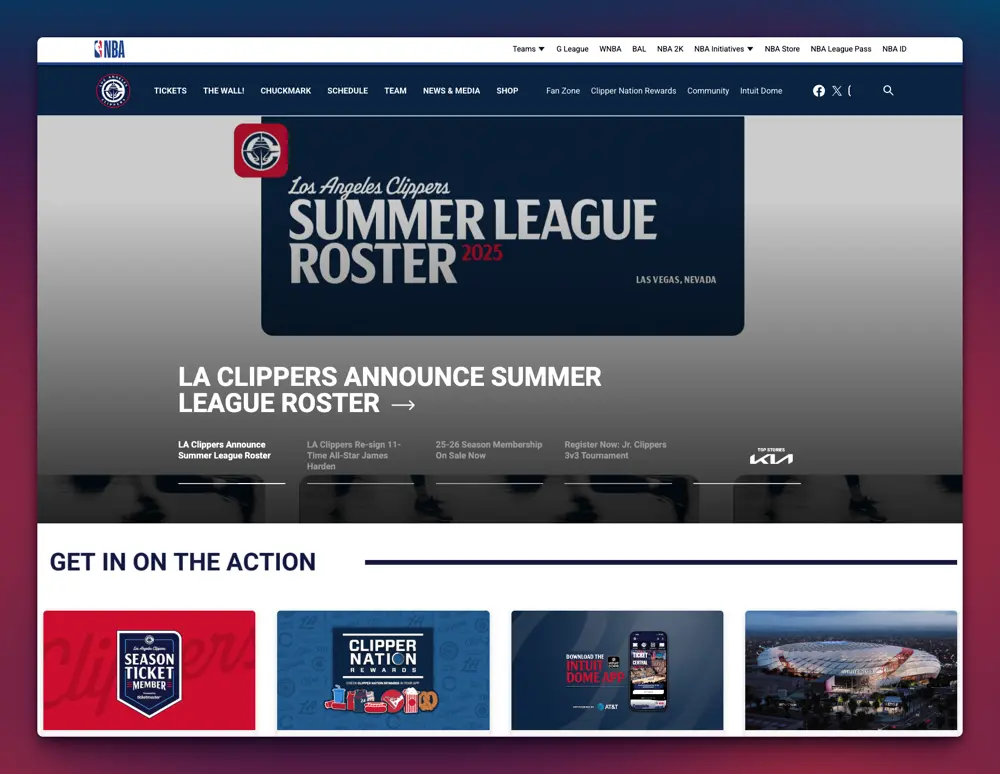 NBA
Teams G League WNBA BAL NBA 2K NBA Initiatives NBA Store NBA League Pass NBA ID
TICKETS THE WALL! CHUCKMARK SCHEDULE TEAM NEWS & MEDIA SHOP Fan Zone Clipper Nation Rewards Community Intuit Dome
Los Angeles Clippers
SUMMER LEAGUE
ROSTER 2025
LAS VEGAS, NEVADA
LA CLIPPERS ANNOUNCE SUMMER
LEAGUE ROSTER
LA Clippers Announce
Summer League Roster
LA Clippers Re-sign 11-
Time All-Star James
Harden
25-26 Season Membership
On Sale Now
Register Now: Jr. Clippers
3v3 Tournament
TOP STORIES
KIA
GET IN ON THE ACTION
Los Angeles Clippers
SEASON
TICKET
MEMBER
ticketmaster
CLIPPER
NATION
REWARDS
DOWNLOAD THE
INTUIT
DOME APP
AT&T
TICKET
CENTRAL